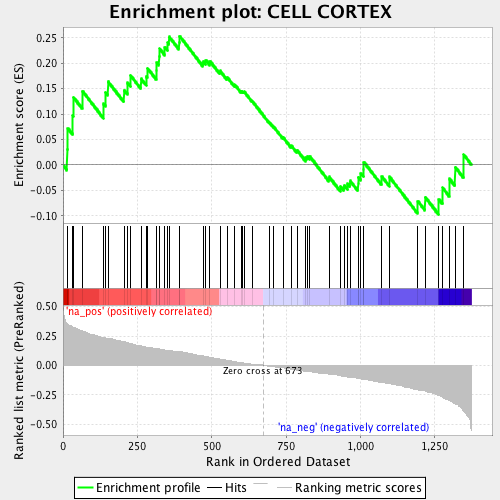 Enrichment plot: CELL CORTEX
Enrichment score (ES)
0.25
0.20
0.15
0.10
0.05
0.00
-0.05
-0.10
'na_pos' (positively correlated)
Ranked list metric (PreRanked)
0.50
0.25
0.00
-0.25
-0.50
Zero cross at 673
'na_neg' (negatively correlated)
0
250
500
750
1,000
1,250
Rank in Ordered Dataset
Enrichment profile
Hits
Ranking metric scores